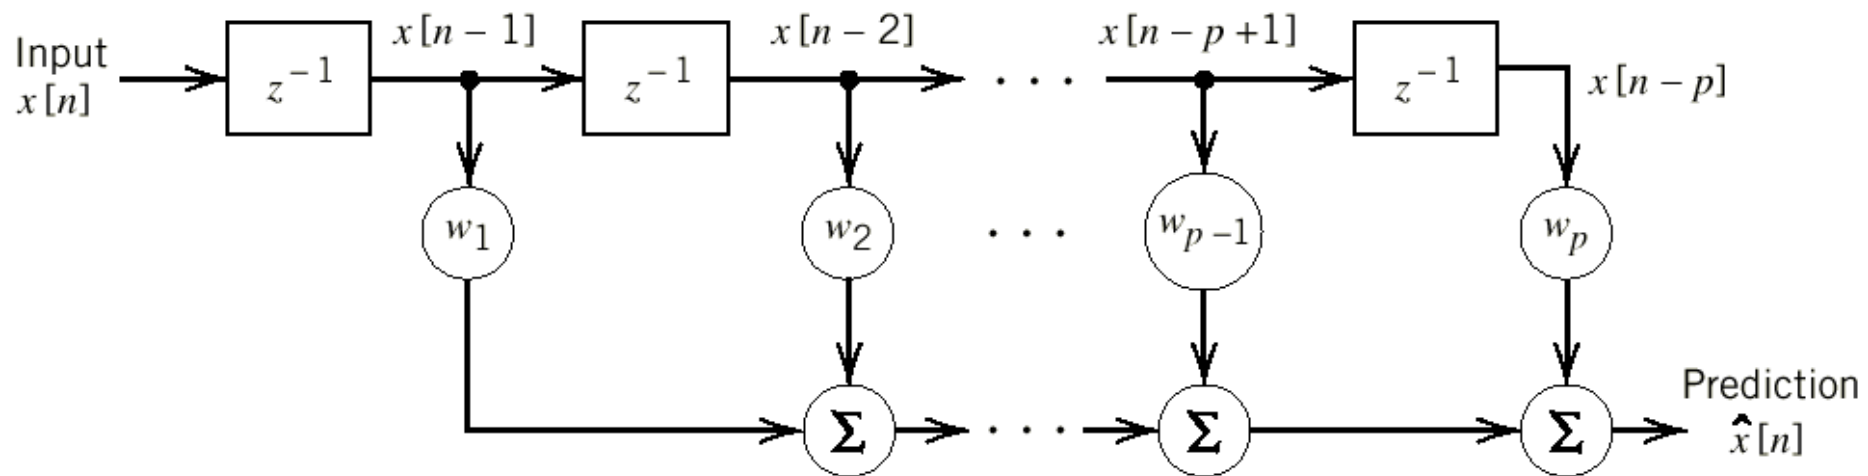 Input
x[n]
z⁻¹
x[n − 1]
z⁻¹
x[n − 2]
· · ·
x[n − p + 1]
z⁻¹
x[n − p]
w₁
w₂
· · ·
wₚ₋₁
wₚ
Σ
· · ·
Σ
Σ
Prediction
x̂[n]